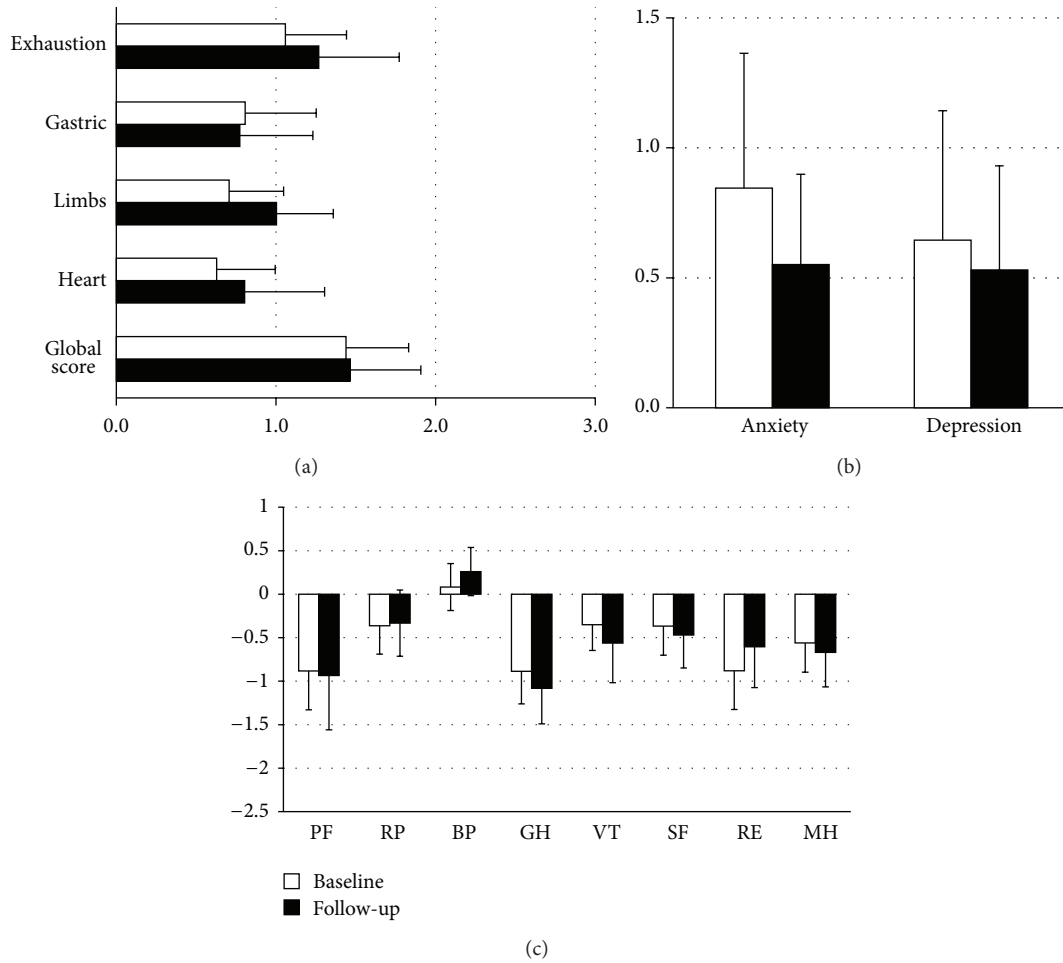 Exhaustion
Gastric
Limbs
Heart
Global
score
0.0 1.0 2.0 3.0
(a)
1.5
1.0
0.5
0.0
Anxiety Depression
(b)
1
0.5
0
−0.5
−1
−1.5
−2
−2.5
PF RP BP GH VT SF RE MH
Baseline
Follow-up
(c)